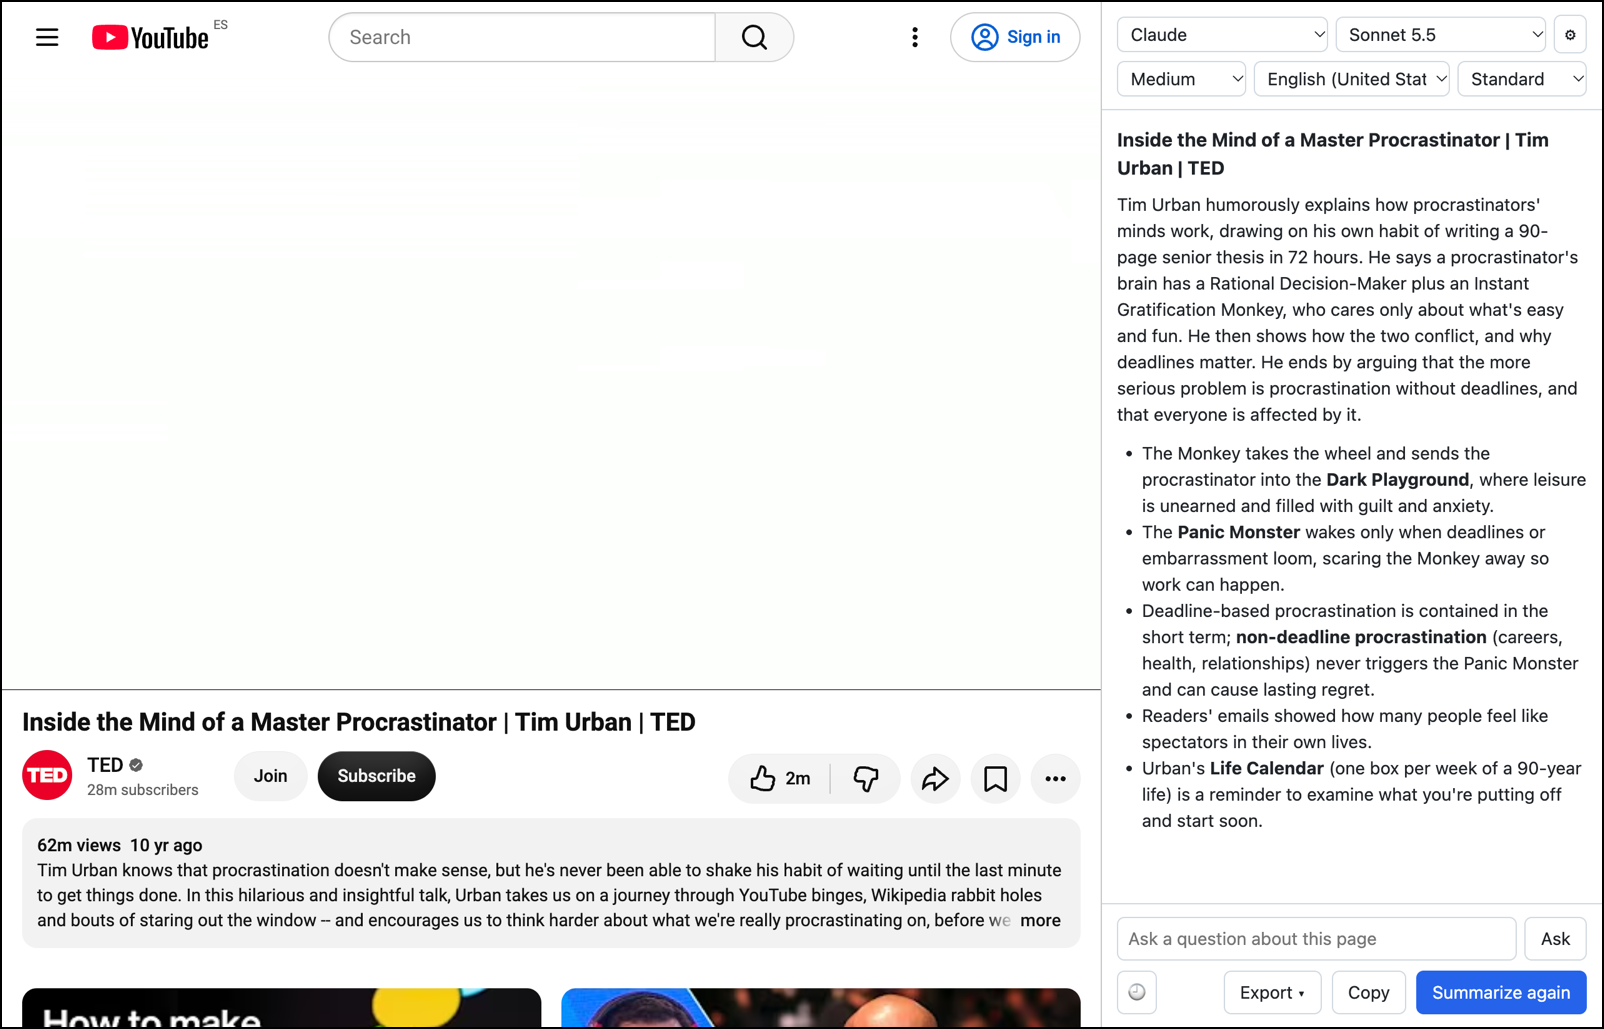 YouTube ES
Search
Sign in
Inside the Mind of a Master Procrastinator | Tim Urban | TED
TED
TED
28m subscribers
Join
Subscribe
2m
62m views 10 yr ago
Tim Urban knows that procrastination doesn't make sense, but he's never been able to shake his habit of waiting until the last minute
to get things done. In this hilarious and insightful talk, Urban takes us on a journey through YouTube binges, Wikipedia rabbit holes
and bouts of staring out the window -- and encourages us to think harder about what we're really procrastinating on, before we more
How to make
Claude
Sonnet 5.5
Medium
English (United Stat
Standard
Inside the Mind of a Master Procrastinator | Tim
Urban | TED
Tim Urban humorously explains how procrastinators'
minds work, drawing on his own habit of writing a 90-
page senior thesis in 72 hours. He says a procrastinator's
brain has a Rational Decision-Maker plus an Instant
Gratification Monkey, who cares only about what's easy
and fun. He then shows how the two conflict, and why
deadlines matter. He ends by arguing that the more
serious problem is procrastination without deadlines, and
that everyone is affected by it.
• The Monkey takes the wheel and sends the
procrastinator into the Dark Playground, where leisure
is unearned and filled with guilt and anxiety.
• The Panic Monster wakes only when deadlines or
embarrassment loom, scaring the Monkey away so
work can happen.
• Deadline-based procrastination is contained in the
short term; non-deadline procrastination (careers,
health, relationships) never triggers the Panic Monster
and can cause lasting regret.
• Readers' emails showed how many people feel like
spectators in their own lives.
• Urban's Life Calendar (one box per week of a 90-year
life) is a reminder to examine what you're putting off
and start soon.
Ask a question about this page
Ask
Export
Copy
Summarize again